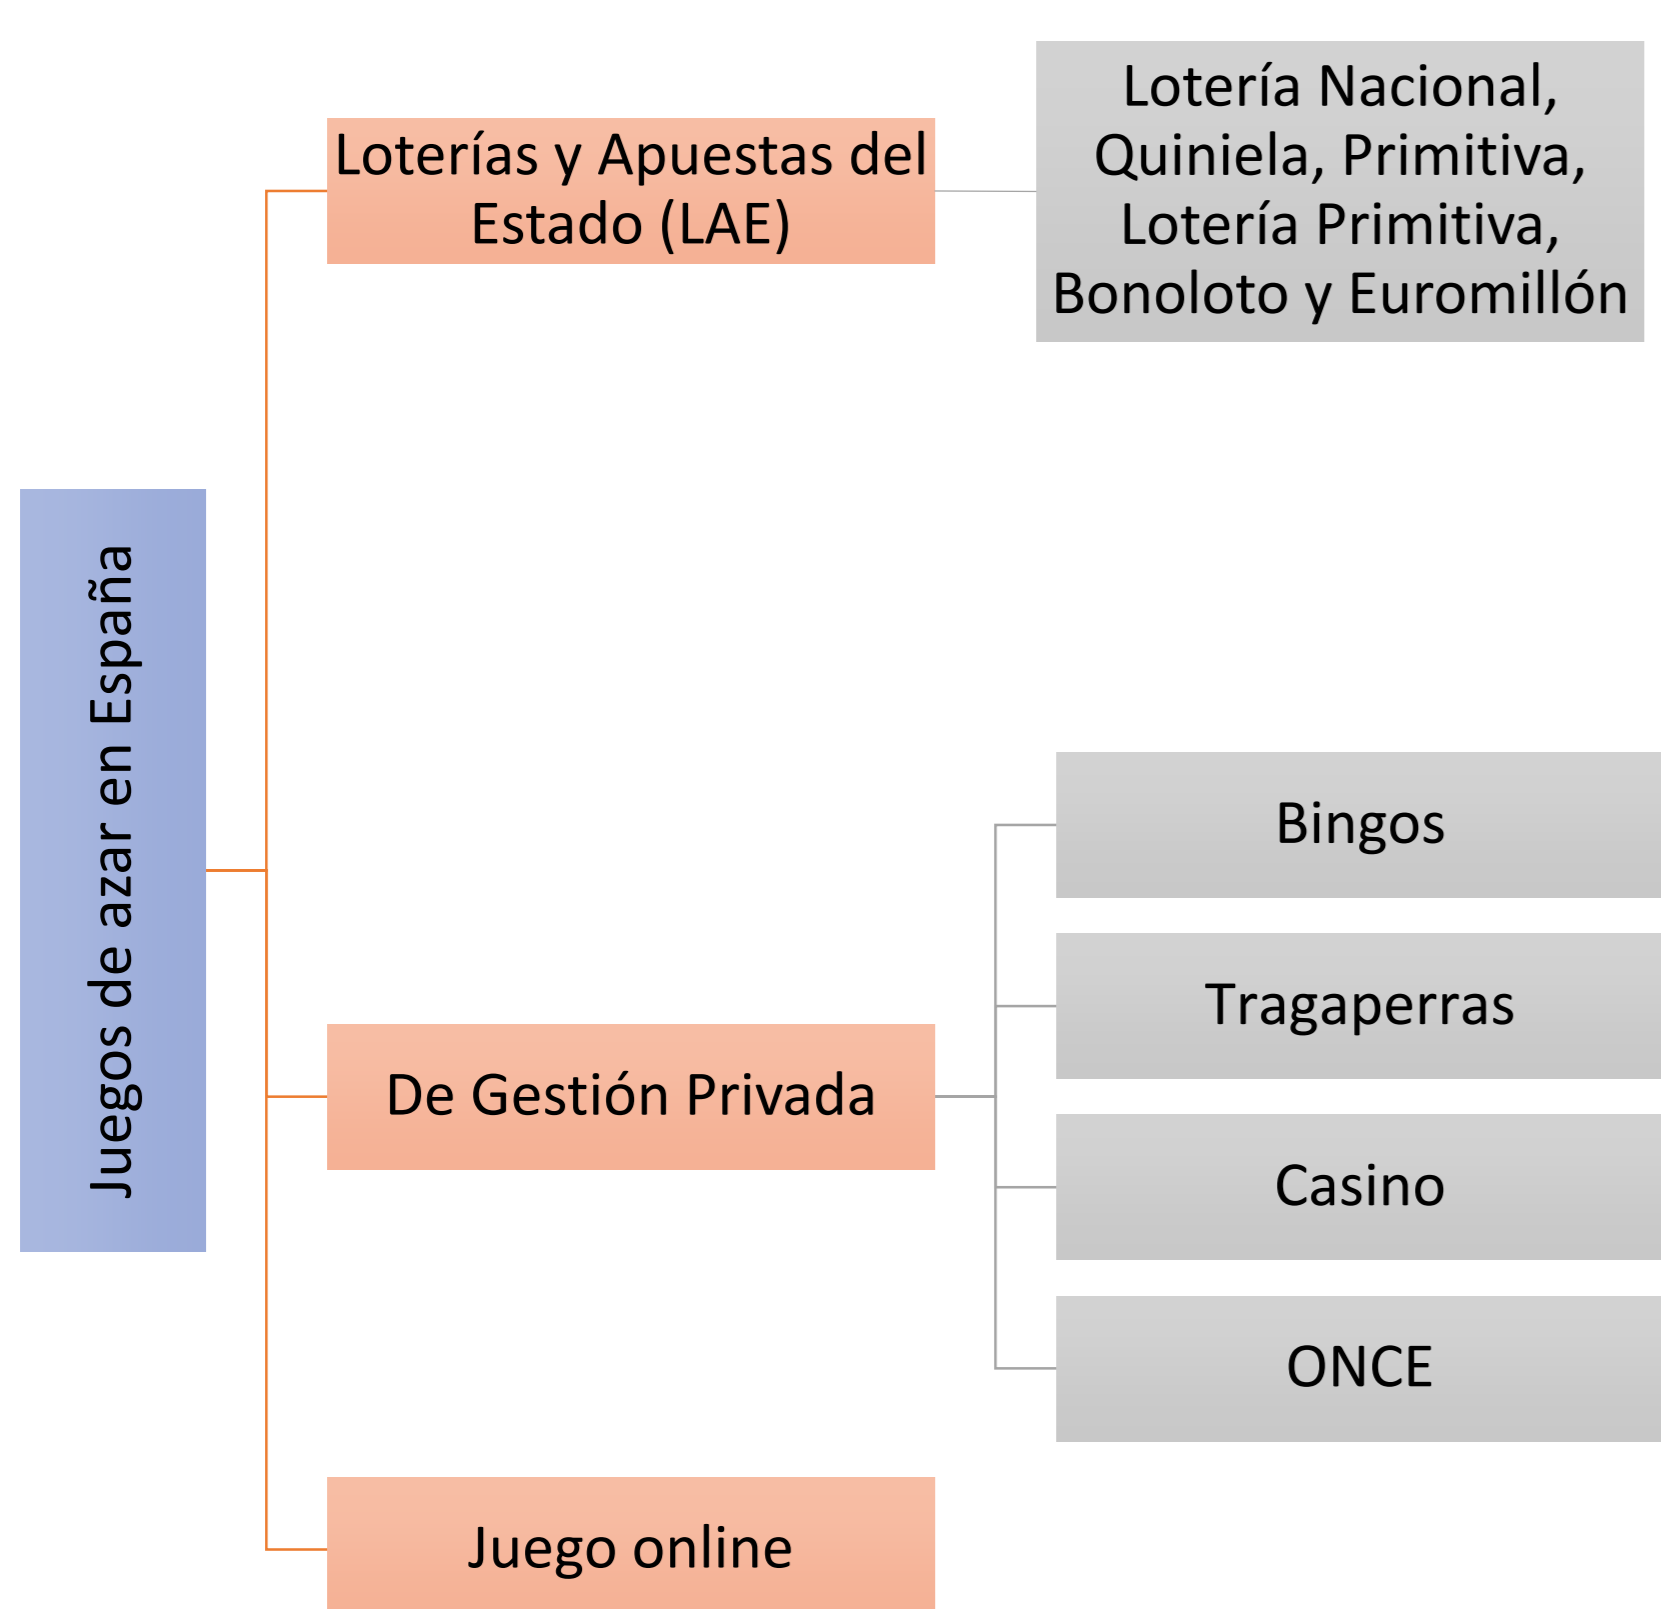 Juegos de azar en España
Loterías y Apuestas del
Estado (LAE)
Lotería Nacional,
Quiniela, Primitiva,
Lotería Primitiva,
Bonoloto y Euromillón
De Gestión Privada
Bingos
Tragaperras
Casino
ONCE
Juego online